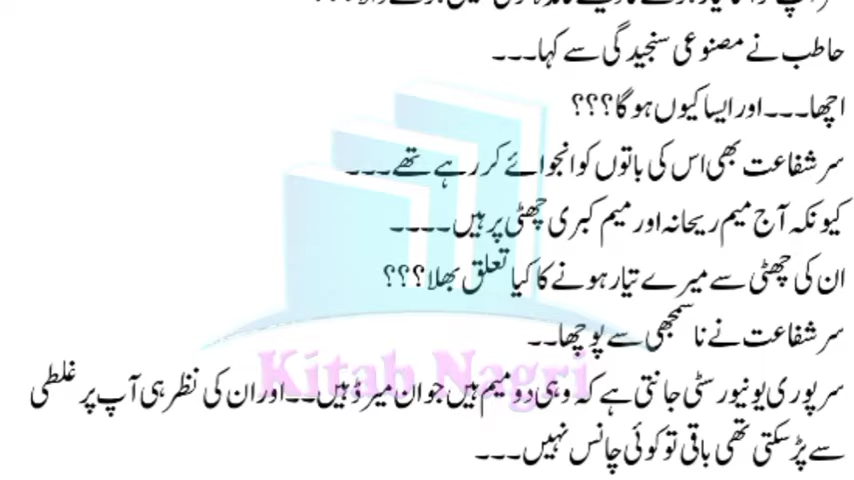 حاطب نے مصنوعی سنجیدگی سے کہا۔۔۔
اچھا۔۔۔ اور ایسا کیوں ہو گا؟؟؟
سر شفاعت بھی اس کی باتوں کو انجوائے کر رہے تھے۔۔۔
کیونکہ آج میم ریحانہ اور میم کبری چھٹی پر ہیں۔۔۔۔
ان کی چھٹی سے میرے تیار ہونے کا کیا تعلق بھلا؟؟؟
سر شفاعت نے ناسمجھی سے پوچھا۔۔
Kitab Nagri
سر پوری یونیورسٹی جانتی ہے کہ وہی دو میم ہیں جو ان میرڈ ہیں۔۔ اور ان کی نظر ہی آپ پر غلطی
سے پڑ سکتی تھی باقی تو کوئی چانس نہیں۔۔۔